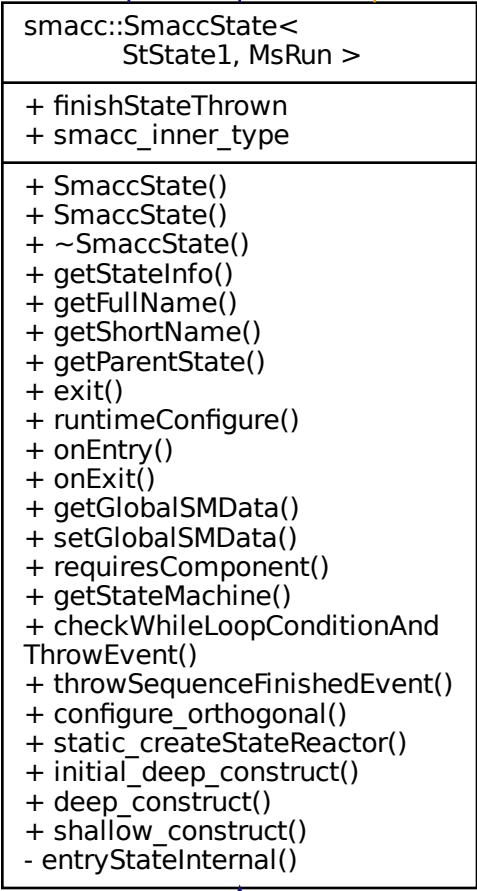 smacc::SmaccState<
StState1, MsRun >
+ finishStateThrown
+ smacc_inner_type
+ SmaccState()
+ SmaccState()
+ ~SmaccState()
+ getStateInfo()
+ getFullName()
+ getShortName()
+ getParentState()
+ exit()
+ runtimeConfigure()
+ onEntry()
+ onExit()
+ getGlobalSMData()
+ setGlobalSMData()
+ requiresComponent()
+ getStateMachine()
+ checkWhileLoopConditionAnd
ThrowEvent()
+ throwSequenceFinishedEvent()
+ configure_orthogonal()
+ static_createStateReactor()
+ initial_deep_construct()
+ deep_construct()
+ shallow_construct()
- entryStateInternal()